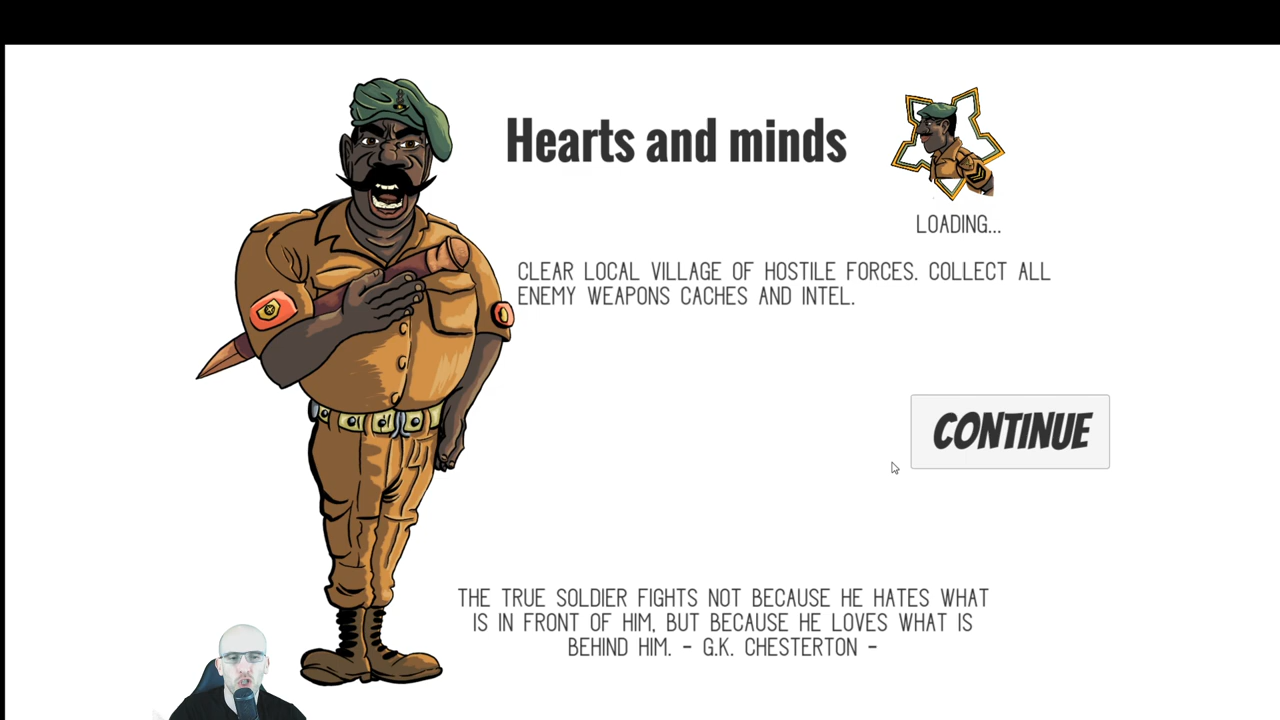 Hearts and minds
LOADING...
CLEAR LOCAL VILLAGE OF HOSTILE FORCES. COLLECT ALL
ENEMY WEAPONS CACHES AND INTEL.
CONTINUE
THE TRUE SOLDIER FIGHTS NOT BECAUSE HE HATES WHAT
IS IN FRONT OF HIM, BUT BECAUSE HE LOVES WHAT IS
BEHIND HIM. - G.K. CHESTERTON -